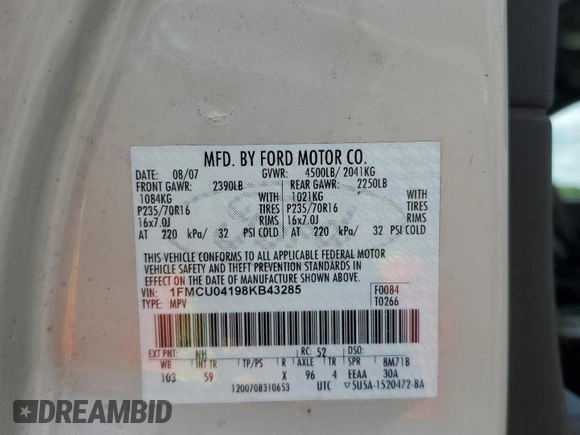 MFD. BY FORD MOTOR CO.
DATE: 08/07 GVWR: 4500LB/ 2041KG
FRONT GAWR: 2390LB REAR GAWR: 2250LB
1084KG WITH 1021KG WITH
P235/70R16 TIRES P235/70R16 TIRES
16x7.0J RIMS 16x7.0J RIMS
AT 220 kPa/ 32 PSI COLD AT 220 kPa/ 32 PSI COLD
THIS VEHICLE CONFORMS TO ALL APPLICABLE FEDERAL MOTOR
VEHICLE SAFETY AND THEFT PREVENTION STANDARDS IN
EFFECT ON THE DATE OF MANUFACTURE SHOWN ABOVE.
VIN: 1FMCU04198KB43285 F0084
TYPE: MPV T0266
EXT PNT: NH RC: 52 DSO:
WB INT TR TP/PS R AXLE TR SPR BM71B
103 59 X 96 4 EEAA 30A
1200708310653 UTC 5U5A-1520472-BA
DREAMBID